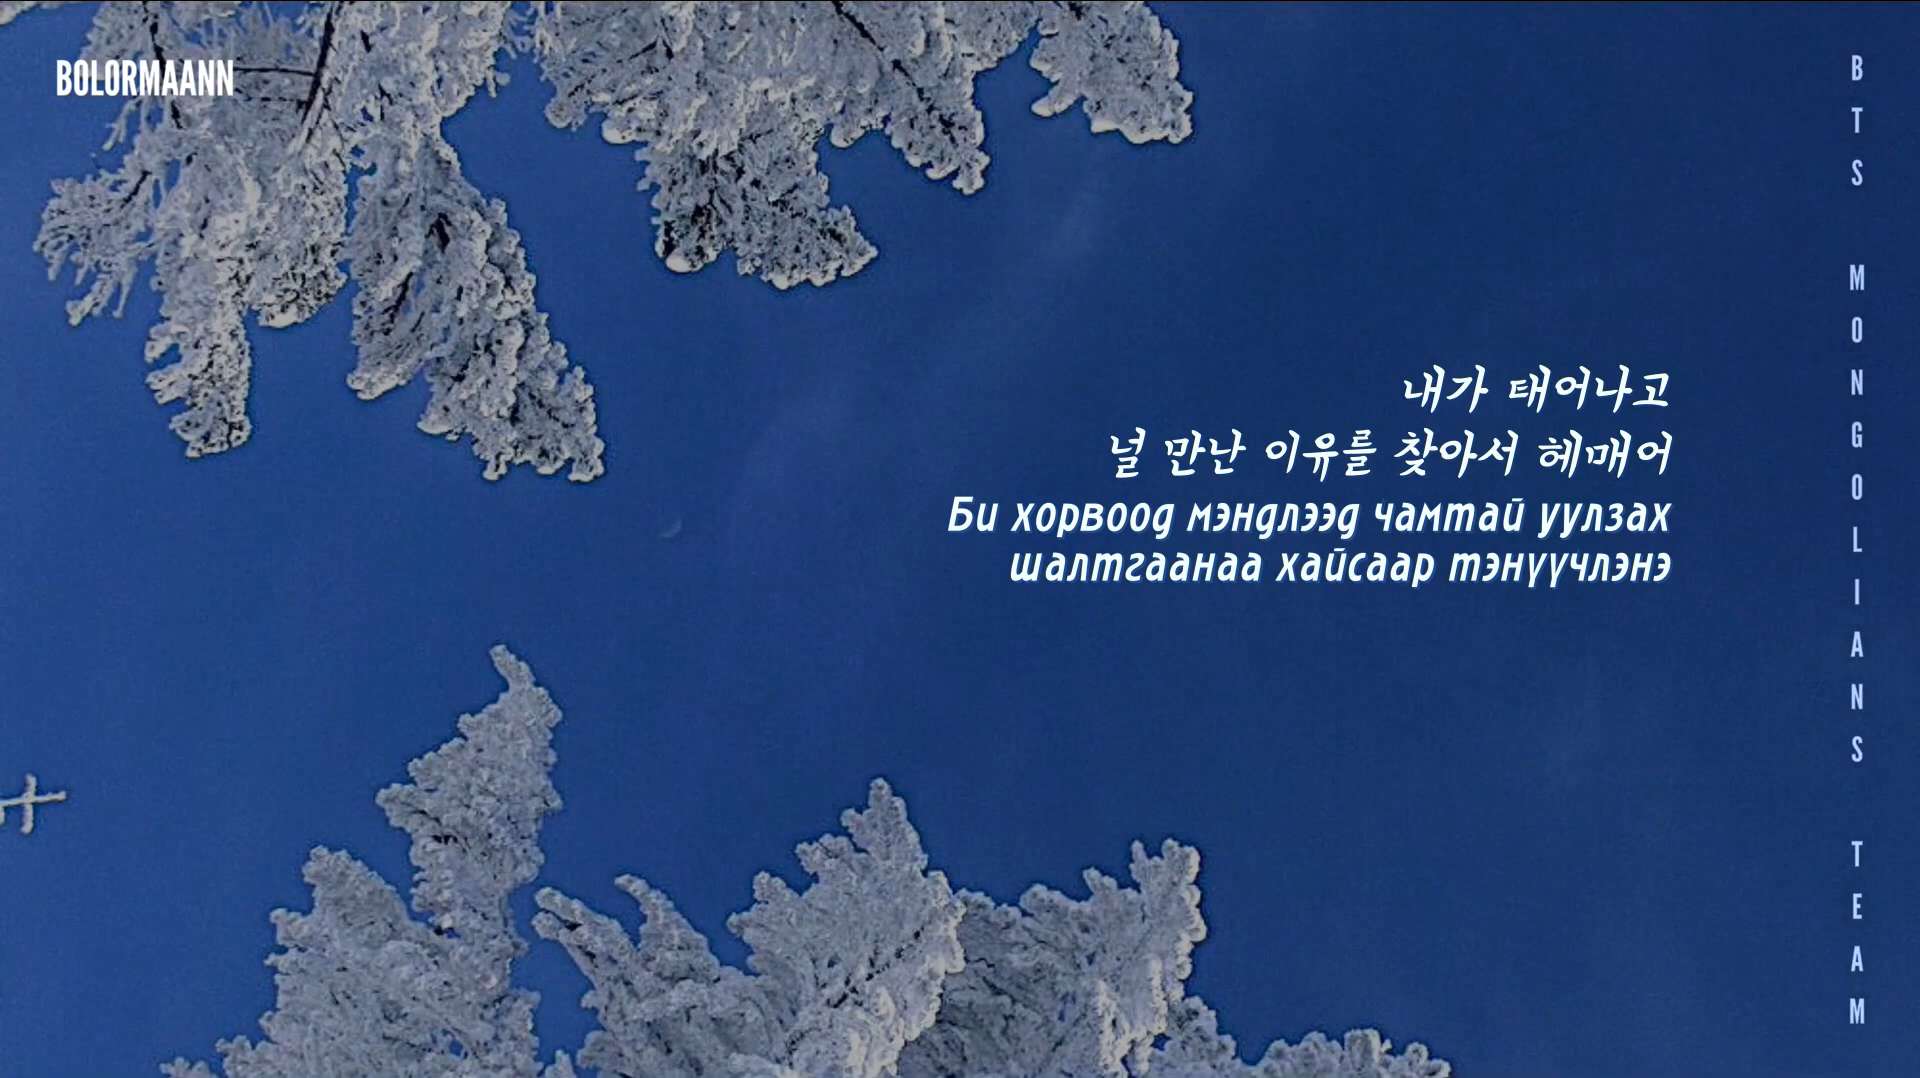 BOLORMAANN
내가 태어나고
널 만난 이유를 찾아서 헤매어
Би хорвоод мэндлээд чамтай уулзах
шалтгаанаа хайсаар тэнүүчлэнэ
BTS MONGOLIANS TEAM